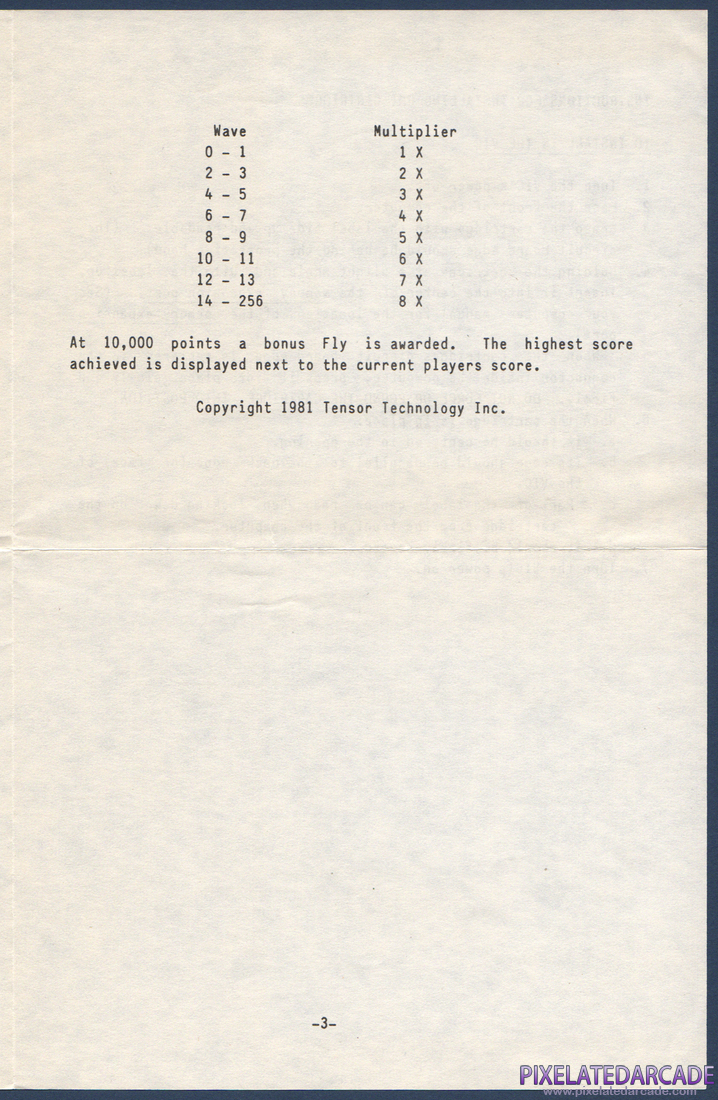 Wave Multiplier
0 - 1 1 X
2 - 3 2 X
4 - 5 3 X
6 - 7 4 X
8 - 9 5 X
10 - 11 6 X
12 - 13 7 X
14 - 256 8 X
At 10,000 points a bonus Fly is awarded. The highest score
achieved is displayed next to the current players score.
Copyright 1981 Tensor Technology Inc.
-3-
PIXELATEDARCADE
www.pixelatedarcade.com